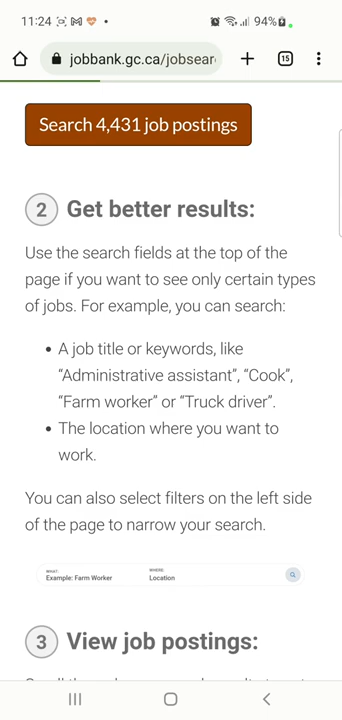 11:24
94%
jobbank.gc.ca/jobsear
15
Search 4,431 job postings
2 Get better results:
Use the search fields at the top of the
page if you want to see only certain types
of jobs. For example, you can search:
• A job title or keywords, like
“Administrative assistant”, “Cook”,
“Farm worker” or “Truck driver”.
• The location where you want to
work.
You can also select filters on the left side
of the page to narrow your search.
WHAT: WHERE:
Example: Farm Worker Location
3 View job postings: